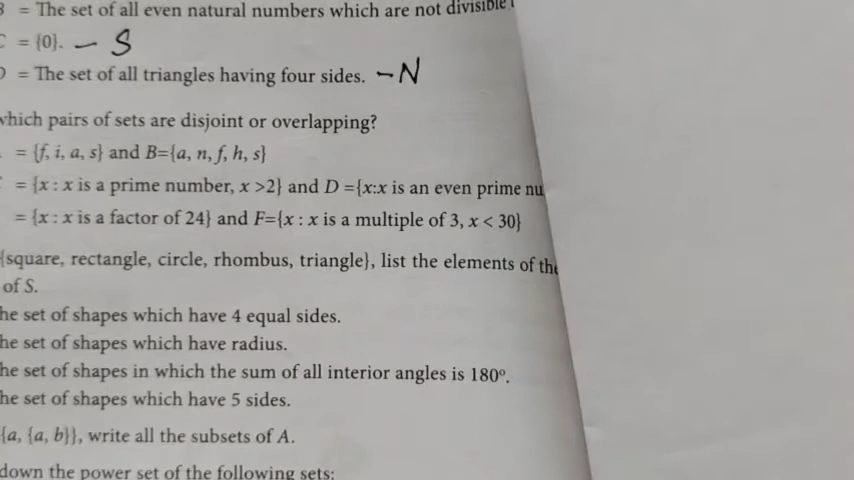 = The set of all even natural numbers which are not divisible
= {0}. – S
= The set of all triangles having four sides. – N
which pairs of sets are disjoint or overlapping?
= {f, i, a, s} and B={a, n, f, h, s}
= {x : x is a prime number, x >2} and D ={x:x is an even prime nu
= {x : x is a factor of 24} and F={x : x is a multiple of 3, x < 30}
{square, rectangle, circle, rhombus, triangle}, list the elements of the
of S.
he set of shapes which have 4 equal sides.
he set of shapes which have radius.
he set of shapes in which the sum of all interior angles is 180º.
he set of shapes which have 5 sides.
{a, {a, b}}, write all the subsets of A.
down the power set of the following sets: